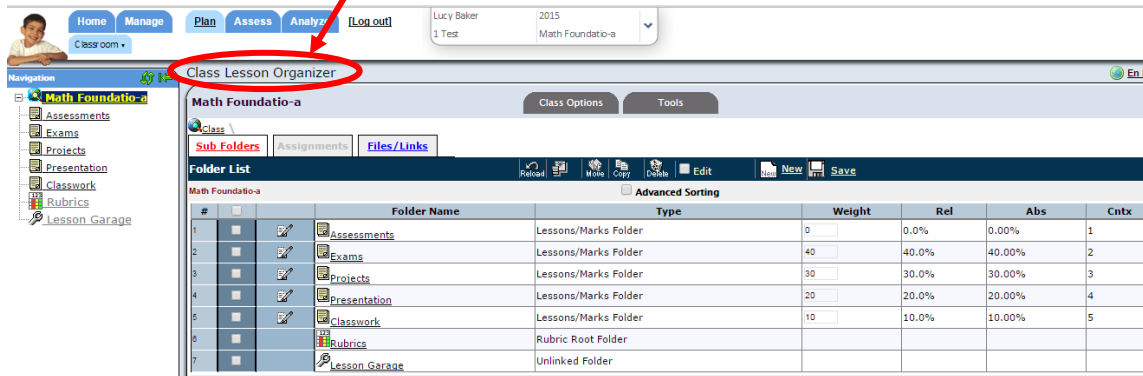 Home Manage Plan Assess Analyze [Log out]
Lucy Baker 2015
1 Test Math Foundatio-a
Classroom
Navigation
Class Lesson Organizer
En
Math Foundatio-a
Assessments
Exams
Projects
Presentation
Classwork
Rubrics
Lesson Garage
Math Foundatio-a Class Options Tools
Class \
Sub Folders Assignments Files/Links
Folder List Reload Move Copy Delete Edit New New Save
Math Foundatio-a Advanced Sorting
# Folder Name Type Weight Rel Abs Cntx
1 Assessments Lessons/Marks Folder 0 0.0% 0.00% 1
2 Exams Lessons/Marks Folder 40 40.0% 40.00% 2
3 Projects Lessons/Marks Folder 30 30.0% 30.00% 3
4 Presentation Lessons/Marks Folder 20 20.0% 20.00% 4
5 Classwork Lessons/Marks Folder 10 10.0% 10.00% 5
6 Rubrics Rubric Root Folder
7 Lesson Garage Unlinked Folder